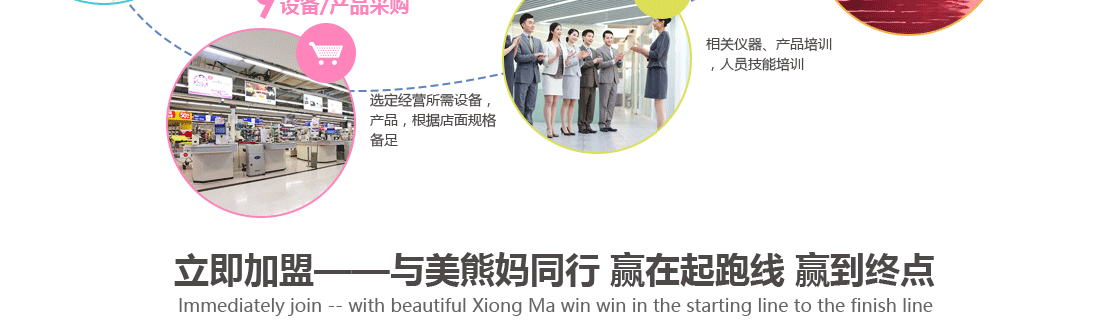 9 设备/产品采购
相关仪器、产品培训
，人员技能培训
选定经营所需设备，
产品，根据店面规格
备足
立即加盟——与美熊妈同行 赢在起跑线 赢到终点
Immediately join -- with beautiful Xiong Ma win win in the starting line to the finish line